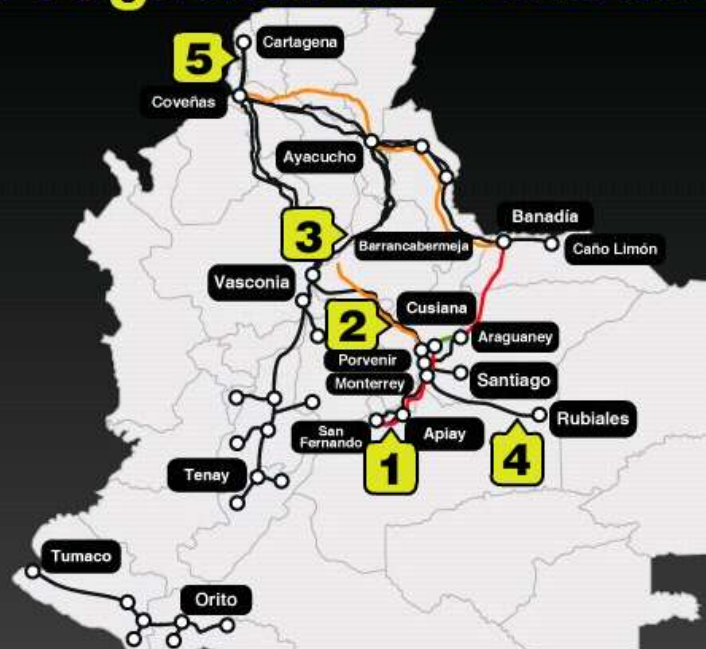 5
Cartagena
Coveñas
Ayacucho
Banadía
3
Barrancabermeja
Caño Limón
Vasconia
Cusiana
2
Araguaney
Porvenir
Monterrey
Santiago
San
Fernando
Apiay
Rubiales
1
4
Tenay
Tumaco
Orito